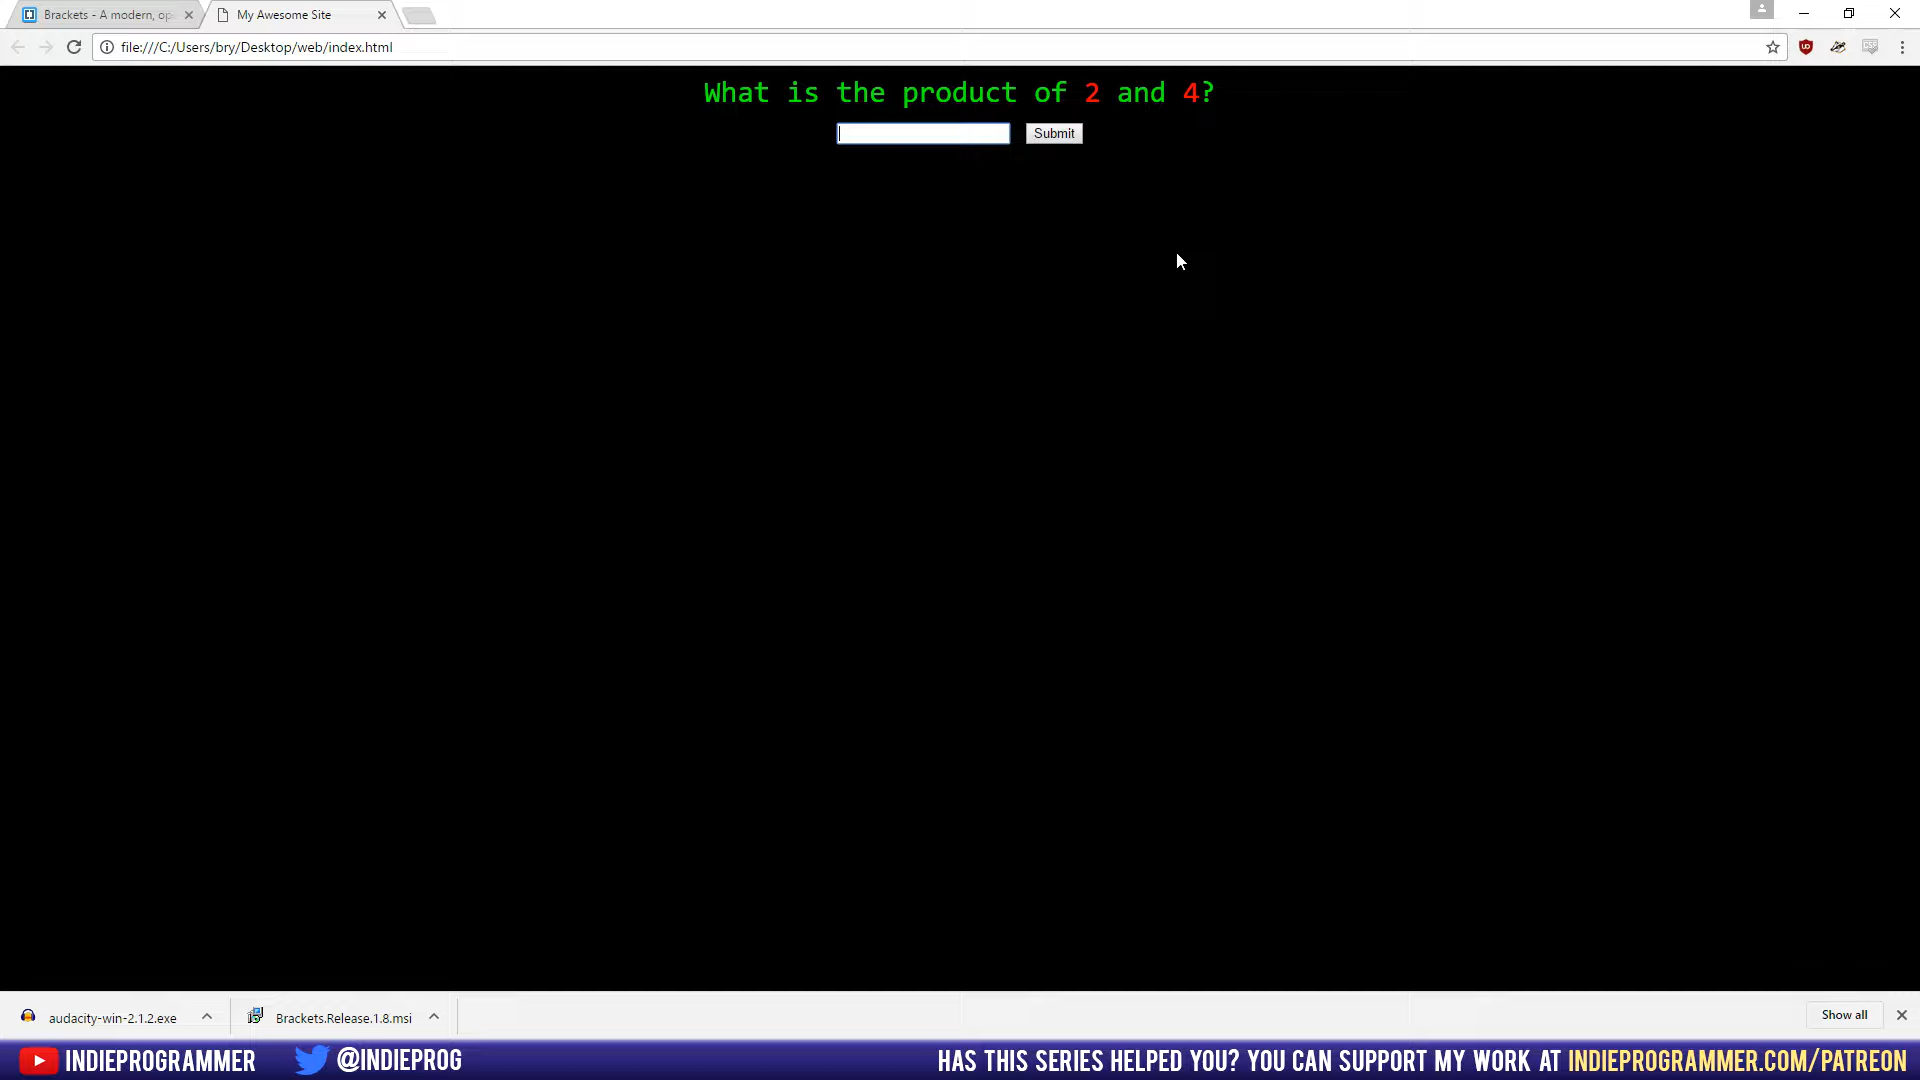 Brackets - A modern, op
My Awesome Site
file:///C:/Users/bry/Desktop/web/index.html
What is the product of 2 and 4?
Submit
audacity-win-2.1.2.exe
Brackets.Release.1.8.msi
Show all
INDIEPROGRAMMER
@INDIEPROG
HAS THIS SERIES HELPED YOU? YOU CAN SUPPORT MY WORK AT INDIEPROGRAMMER.COM/PATREON